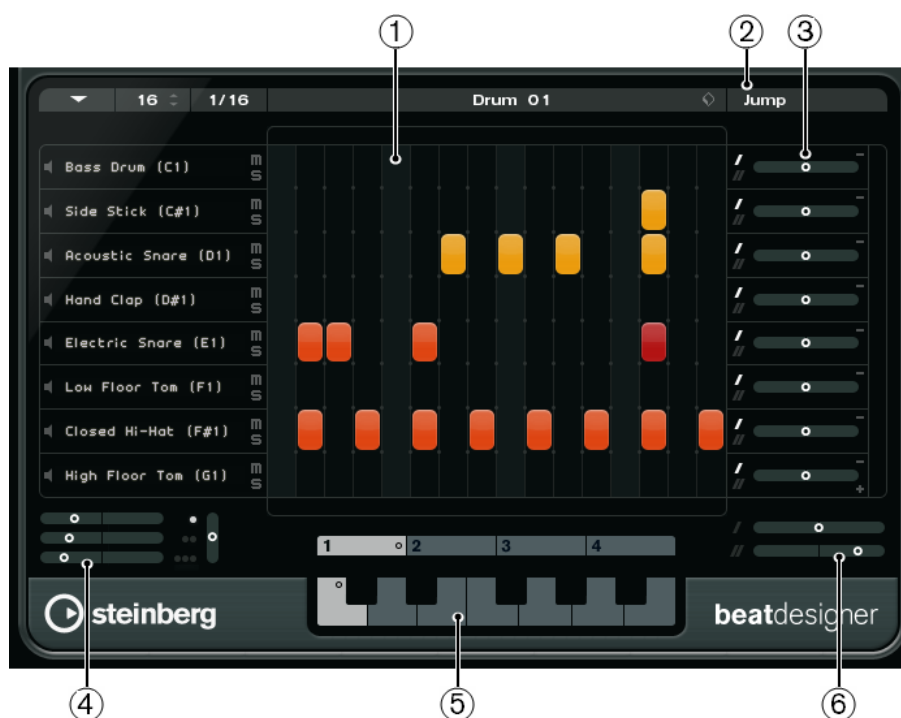 ① ② ③
16 1/16 Drum 01 Jump
Bass Drum (C1) m S
Side Stick (C#1) m S
Acoustic Snare (D1) m S
Hand Clap (D#1) m S
Electric Snare (E1) m S
Low Floor Tom (F1) m S
Closed Hi-Hat (F#1) m S
High Floor Tom (G1) m S
1 2 3 4
steinberg
beatdesigner
④ ⑤ ⑥